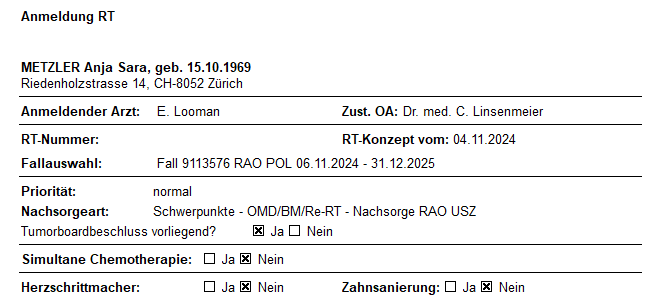 Anmeldung RT
METZLER Anja Sara, geb. 15.10.1969
Riedenholzstrasse 14, CH-8052 Zürich
Anmeldender Arzt: E. Looman Zust. OA: Dr. med. C. Linsenmeier
RT-Nummer: RT-Konzept vom: 04.11.2024
Fallauswahl: Fall 9113576 RAO POL 06.11.2024 - 31.12.2025
Priorität: normal
Nachsorgeart: Schwerpunkte - OMD/BM/Re-RT - Nachsorge RAO USZ
Tumorboardbeschluss vorliegend? ☒ Ja ☐ Nein
Simultane Chemotherapie: ☐ Ja ☒ Nein
Herzschrittmacher: ☐ Ja ☒ Nein Zahnsanierung: ☐ Ja ☒ Nein